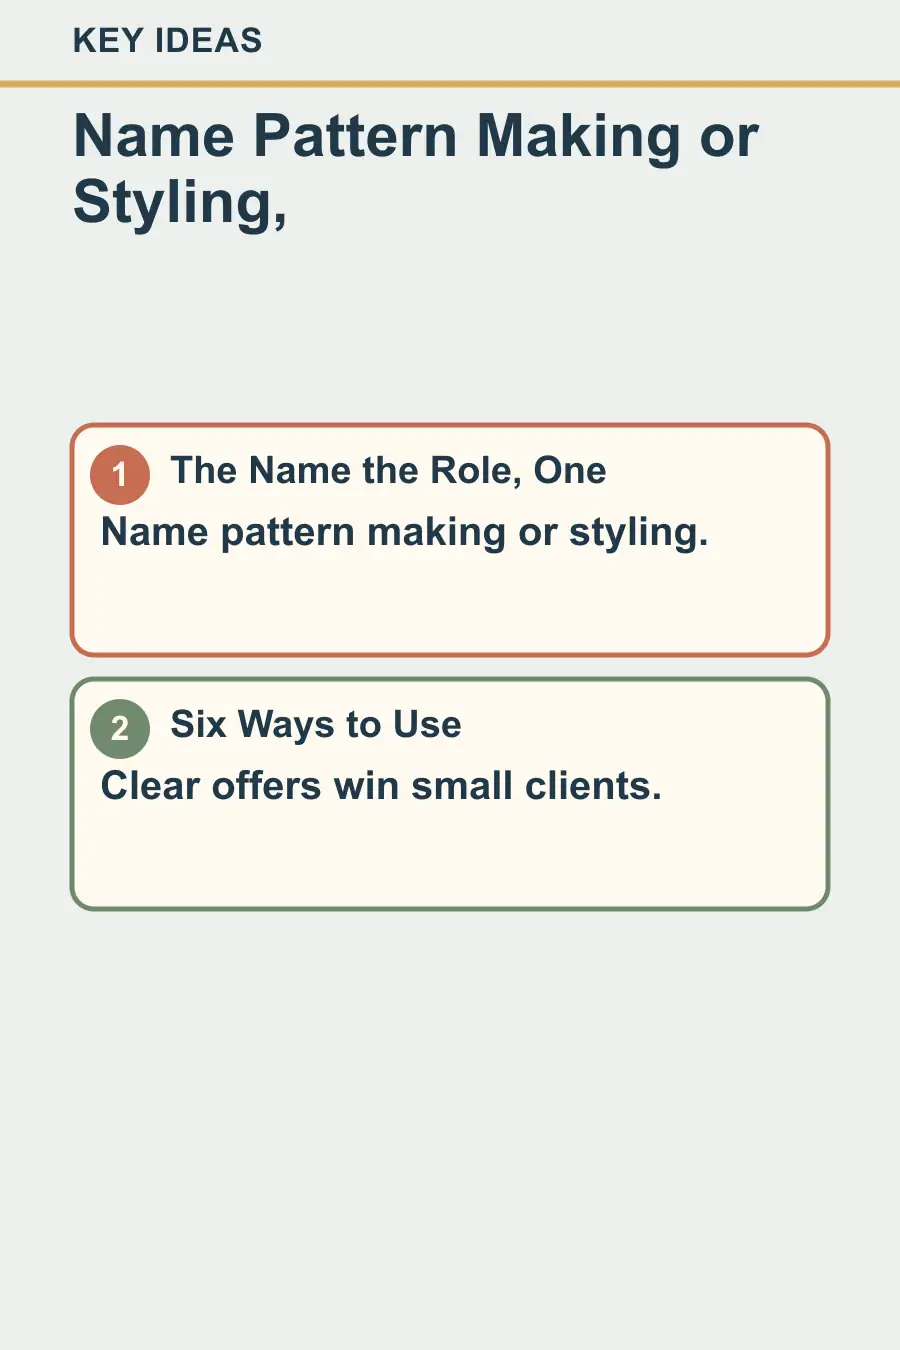 KEY IDEAS
Name Pattern Making or
Styling,
1
The Name the Role, One
Name pattern making or styling.
2
Six Ways to Use
Clear offers win small clients.